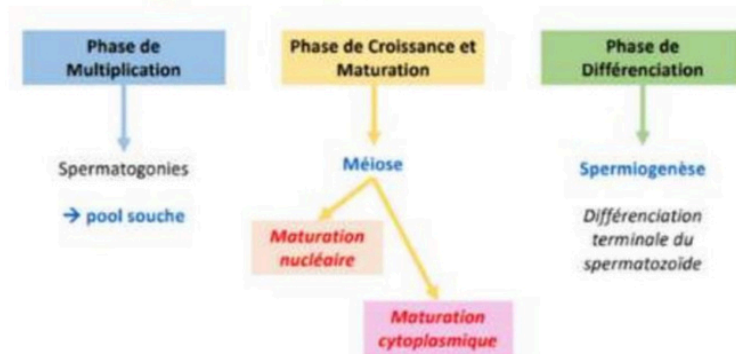 Phase de
Multiplication
Phase de Croissance et
Maturation
Phase de
Différenciation
Spermatogonies
→ pool souche
Méiose
Maturation
nucléaire
Maturation
cytoplasmique
Spermiogenèse
Différenciation
terminale du
spermatozoïde